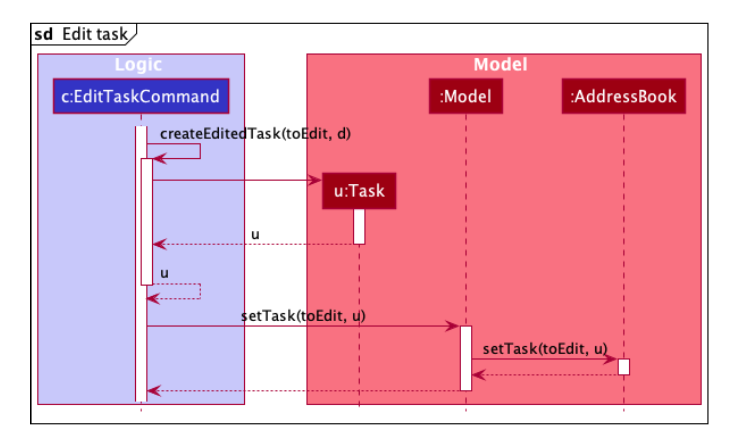 sd Edit task
Logic
Model
c:EditTaskCommand
:Model
:AddressBook
createEditedTask(toEdit, d)
u:Task
u
u
setTask(toEdit, u)
setTask(toEdit, u)